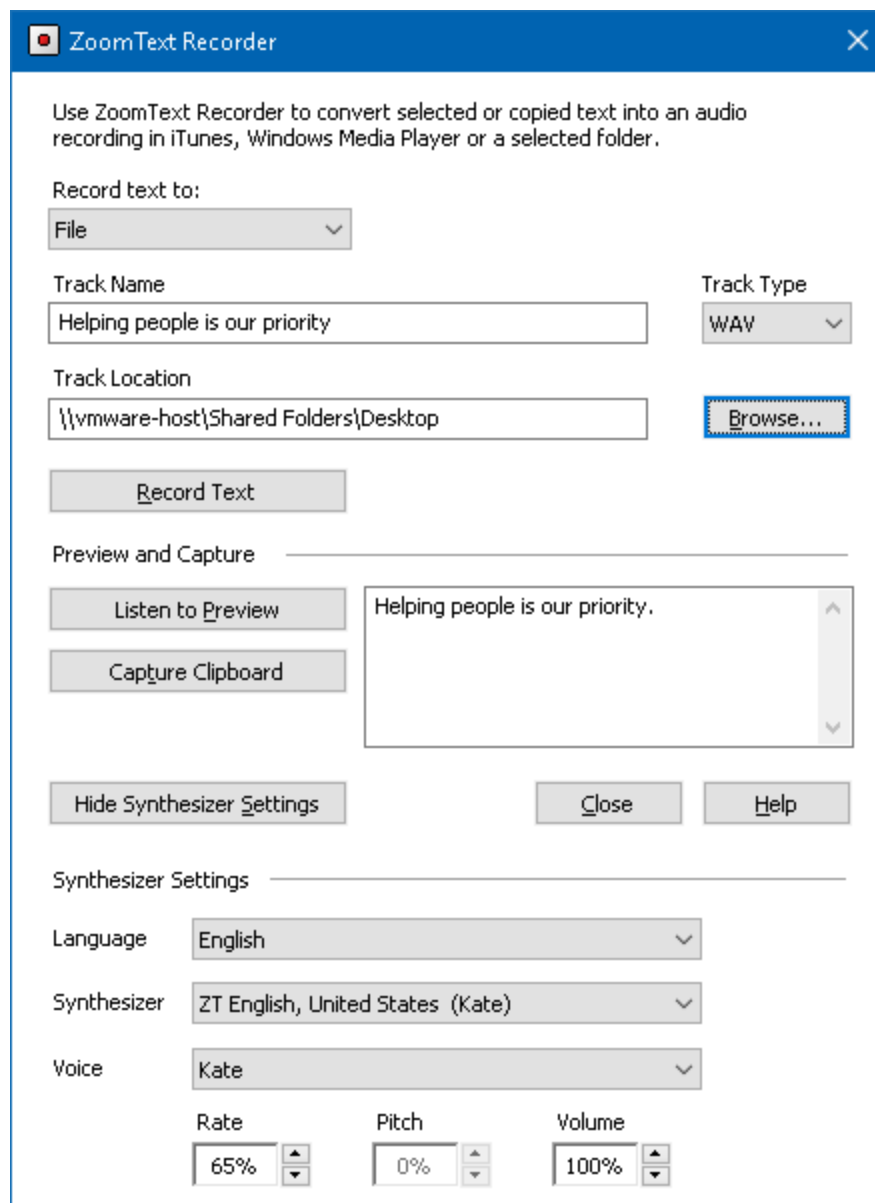 ZoomText Recorder
Use ZoomText Recorder to convert selected or copied text into an audio
recording in iTunes, Windows Media Player or a selected folder.
Record text to:
File
Track Name
Track Type
Helping people is our priority
WAV
Track Location
\\vmware-host\Shared Folders\Desktop
Browse...
Record Text
Preview and Capture
Listen to Preview
Helping people is our priority.
Capture Clipboard
Hide Synthesizer Settings
Close
Help
Synthesizer Settings
Language
English
Synthesizer
ZT English, United States (Kate)
Voice
Kate
Rate
Pitch
Volume
65%
0%
100%